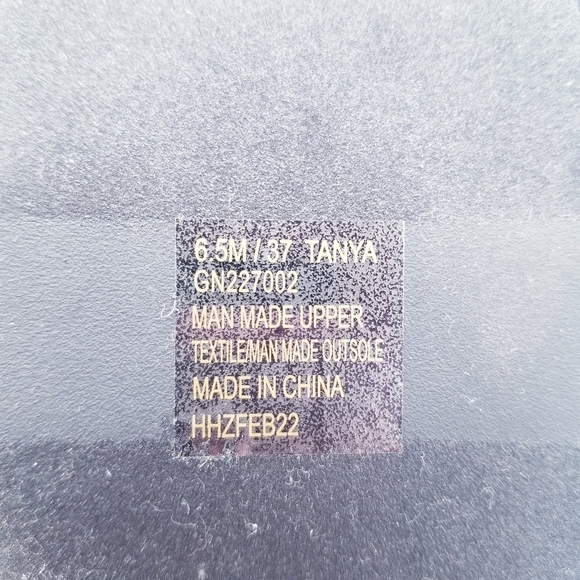 6.5M / 37 TANYA
GN227002
MAN MADE UPPER
TEXTILE/MAN MADE OUTSOLE
MADE IN CHINA
HHZFEB22